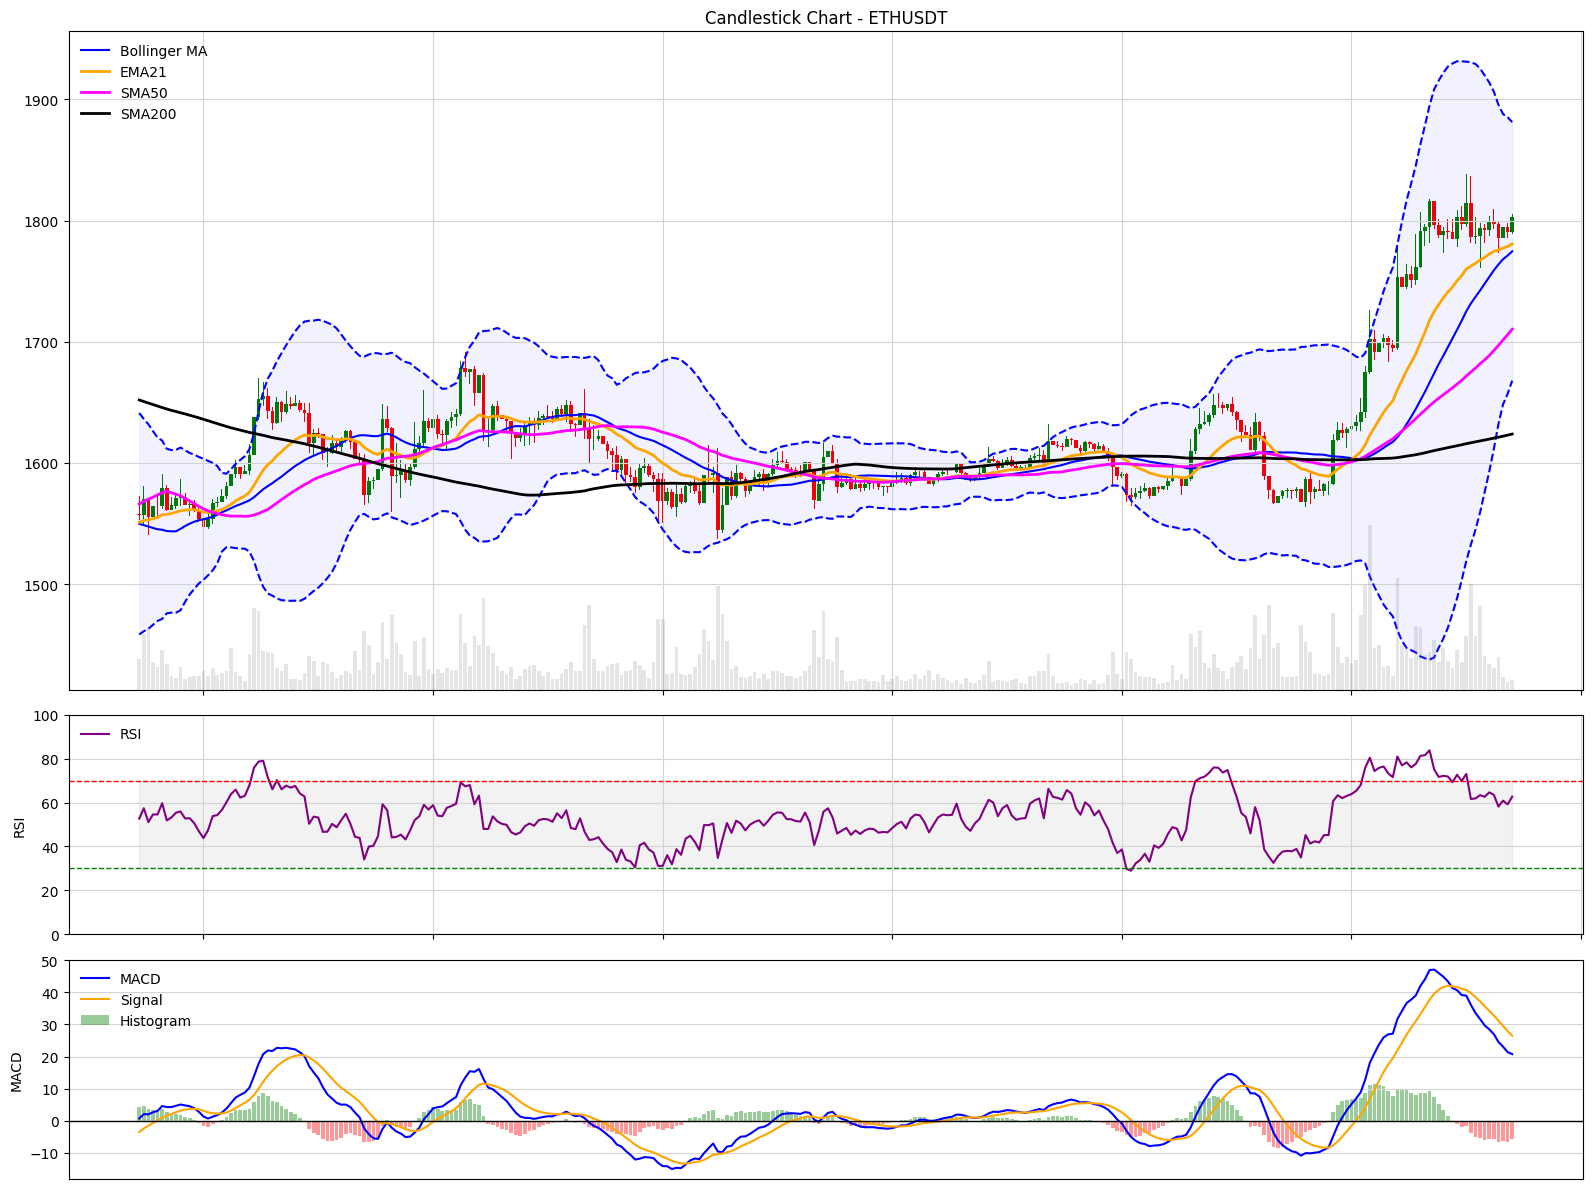 Candlestick Chart - ETHUSDT
Bollinger MA
EMA21
SMA50
SMA200
1900
1800
1700
1600
1500
RSI
100
80
60
40
20
0
RSI
MACD
Signal
Histogram
50
40
30
20
10
0
−10
MACD